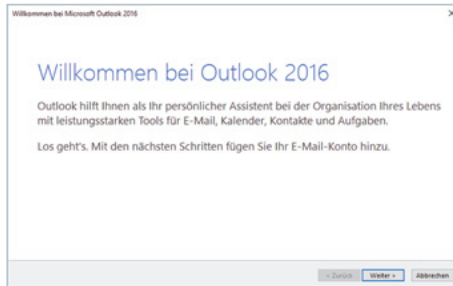 Willkommen bei Microsoft Outlook 2016
Willkommen bei Outlook 2016
Outlook hilft Ihnen als Ihr persönlicher Assistent bei der Organisation Ihres Lebens
mit leistungsstarken Tools für E-Mail, Kalender, Kontakte und Aufgaben.
Los geht's. Mit den nächsten Schritten fügen Sie Ihr E-Mail-Konto hinzu.
< Zurück Weiter > Abbrechen